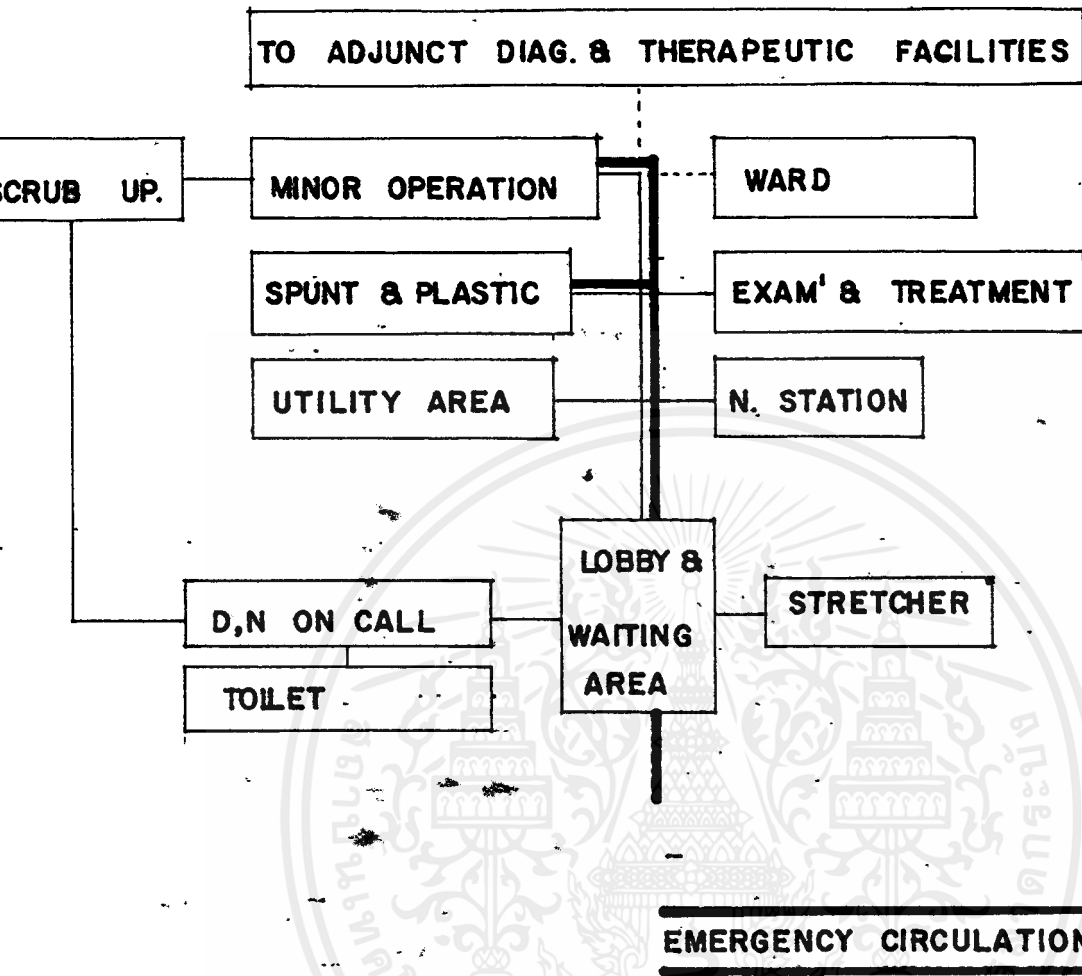 TO ADJUNCT DIAG. & THERAPEUTIC FACILITIES
SCRUB UP.
MINOR OPERATION
WARD
SPUNT & PLASTIC
EXAM' & TREATMENT
UTILITY AREA
N. STATION
LOBBY &
WAITING
AREA
STRETCHER
D,N ON CALL
TOILET
EMERGENCY CIRCULATION